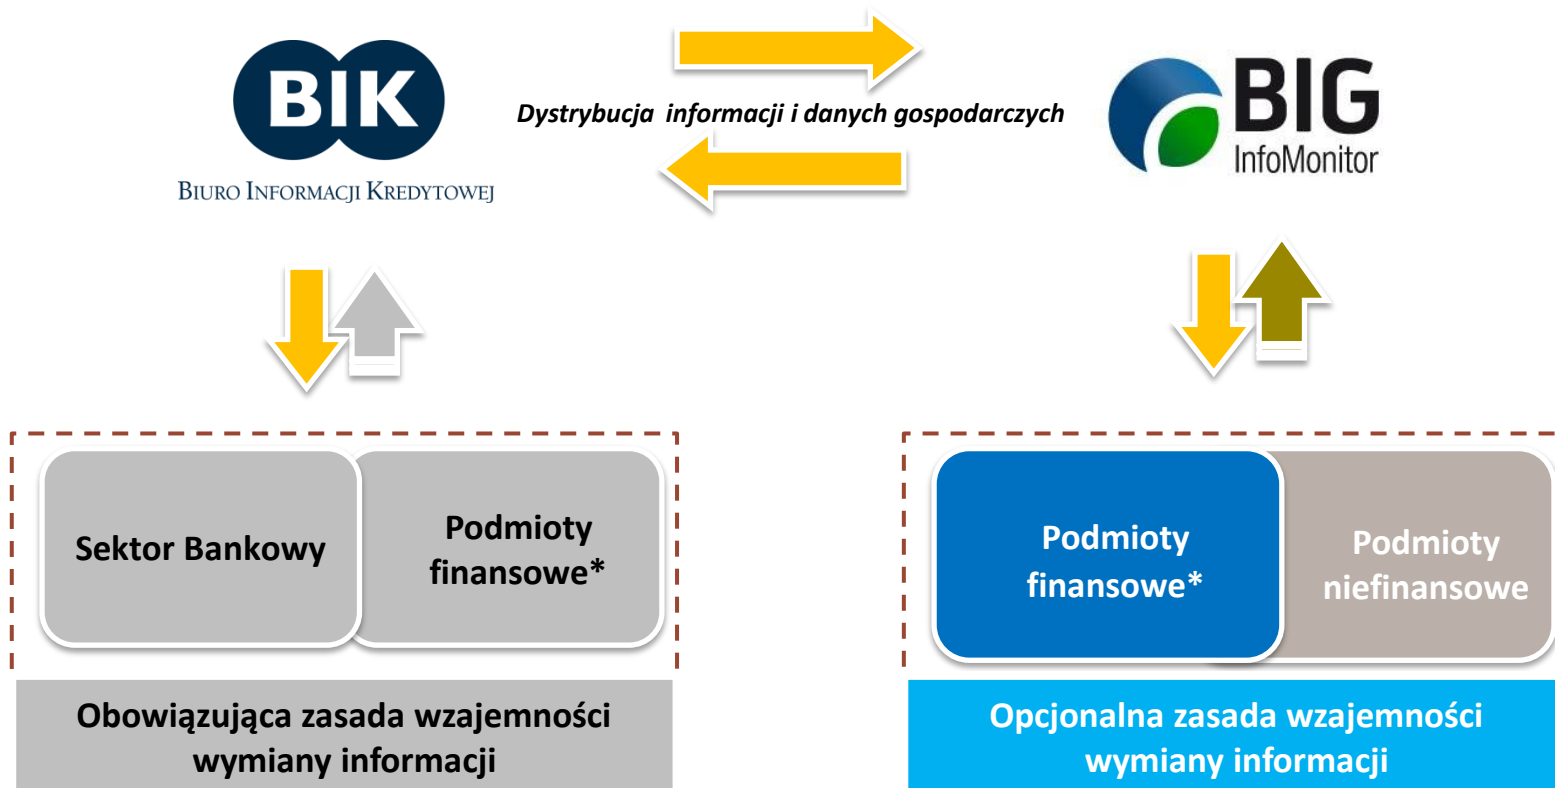 BIK
BIURO INFORMACJI KREDYTOWEJ
Dystrybucja informacji i danych gospodarczych
BIG
InfoMonitor
Sektor Bankowy
Podmioty
finansowe*
Podmioty
finansowe*
Podmioty
niefinansowe
Obowiązująca zasada wzajemności
wymiany informacji
Opcjonalna zasada wzajemności
wymiany informacji